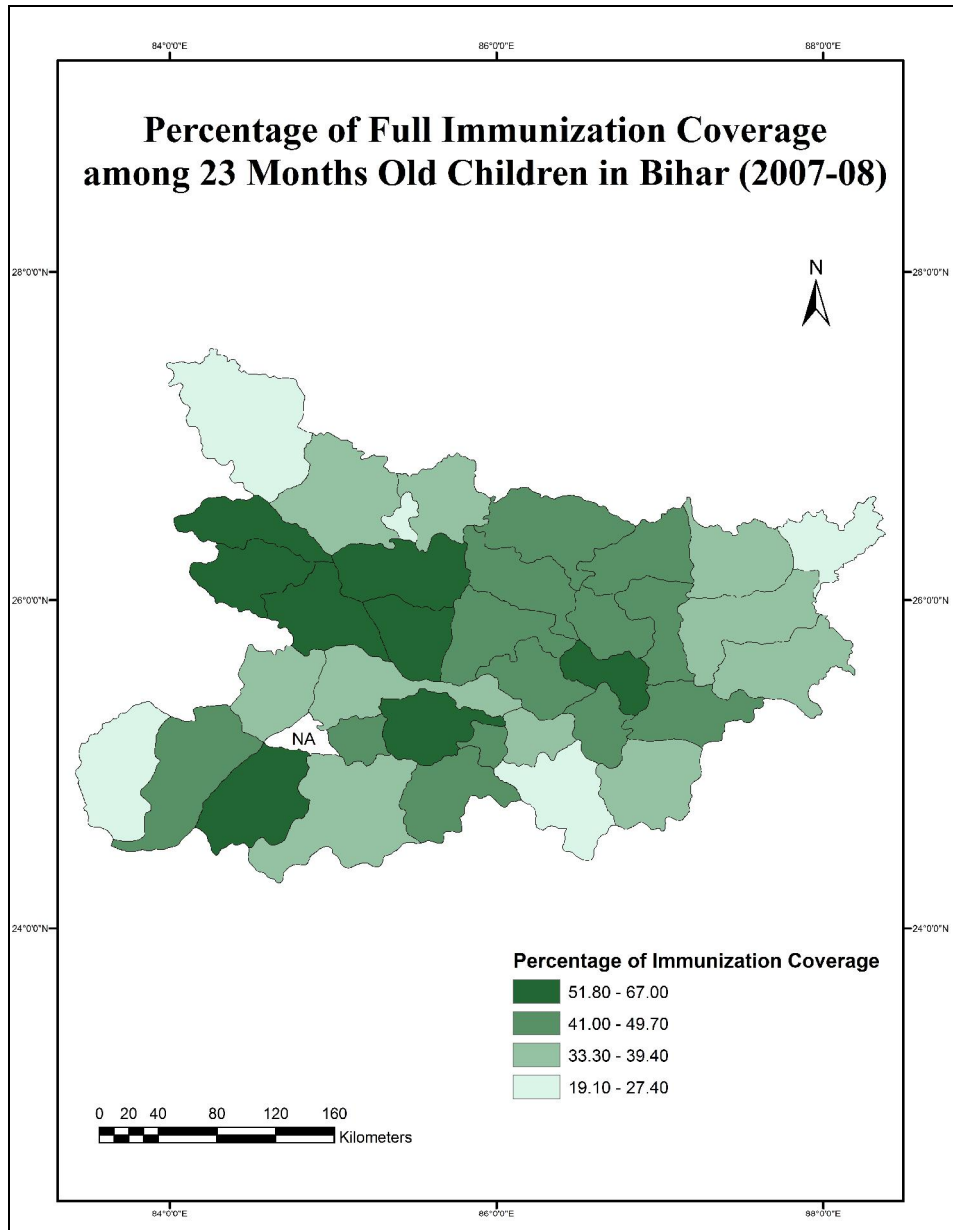 84°0'0"E 86°0'0"E 88°0'0"E
Percentage of Full Immunization Coverage
among 23 Months Old Children in Bihar (2007-08)
N
28°0'0"N 28°0'0"N
26°0'0"N 26°0'0"N
NA
24°0'0"N 24°0'0"N
Percentage of Immunization Coverage
51.80 - 67.00
41.00 - 49.70
33.30 - 39.40
19.10 - 27.40
0 20 40 80 120 160
Kilometers
84°0'0"E 86°0'0"E 88°0'0"E